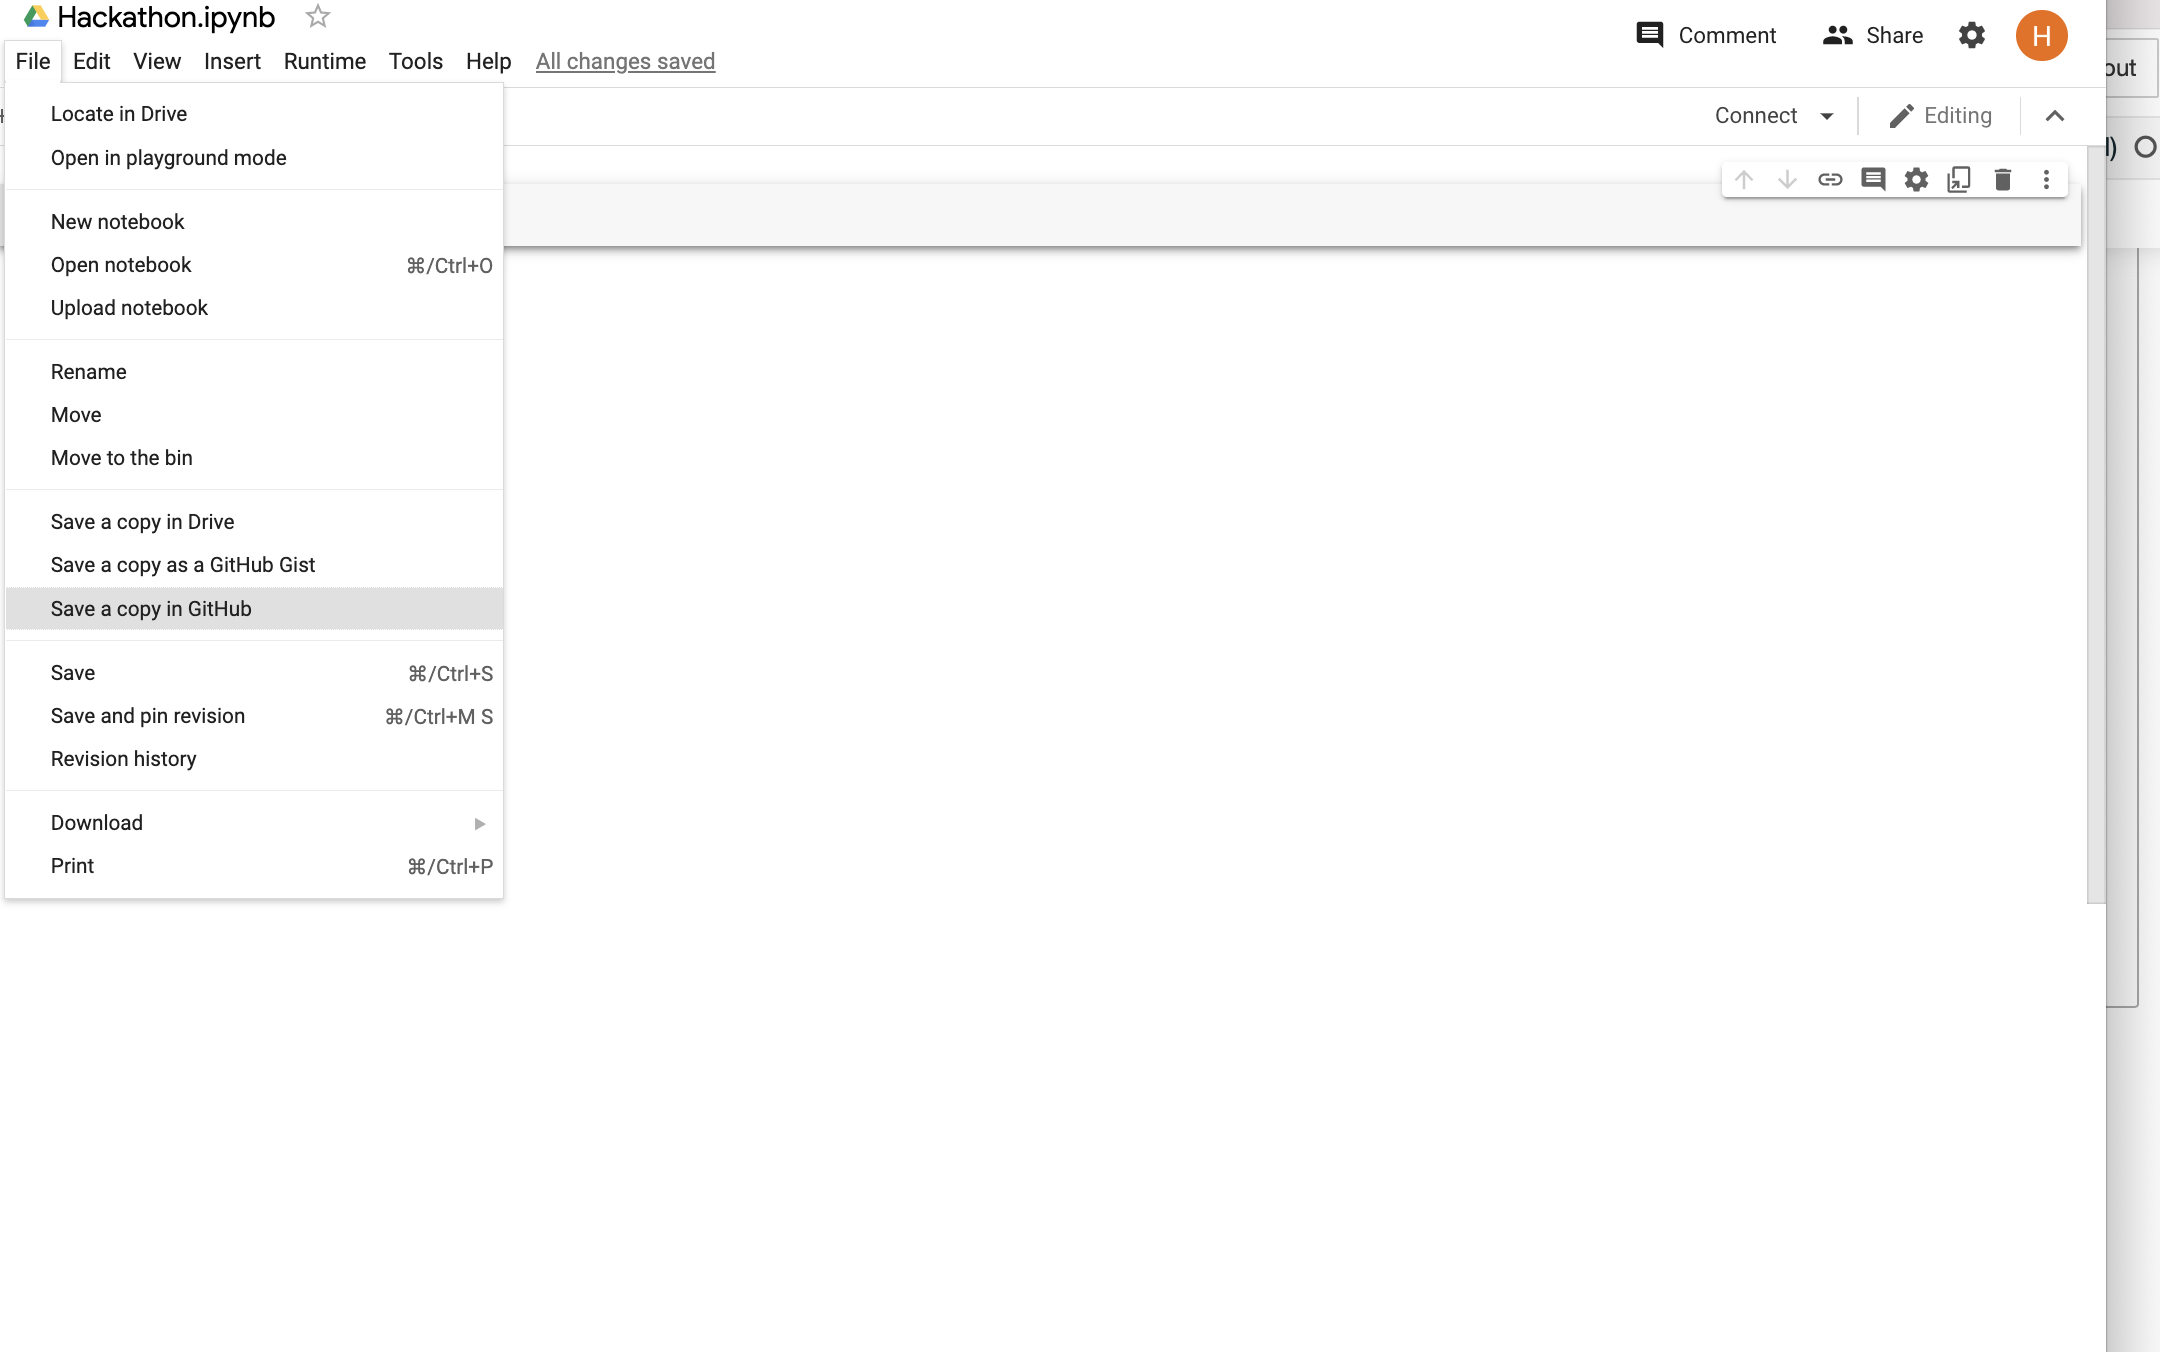 Hackathon.ipynb
Comment Share H
File Edit View Insert Runtime Tools Help All changes saved
out
Connect Editing
Locate in Drive
Open in playground mode
New notebook
Open notebook ⌘/Ctrl+O
Upload notebook
Rename
Move
Move to the bin
Save a copy in Drive
Save a copy as a GitHub Gist
Save a copy in GitHub
Save ⌘/Ctrl+S
Save and pin revision ⌘/Ctrl+M S
Revision history
Download
Print ⌘/Ctrl+P